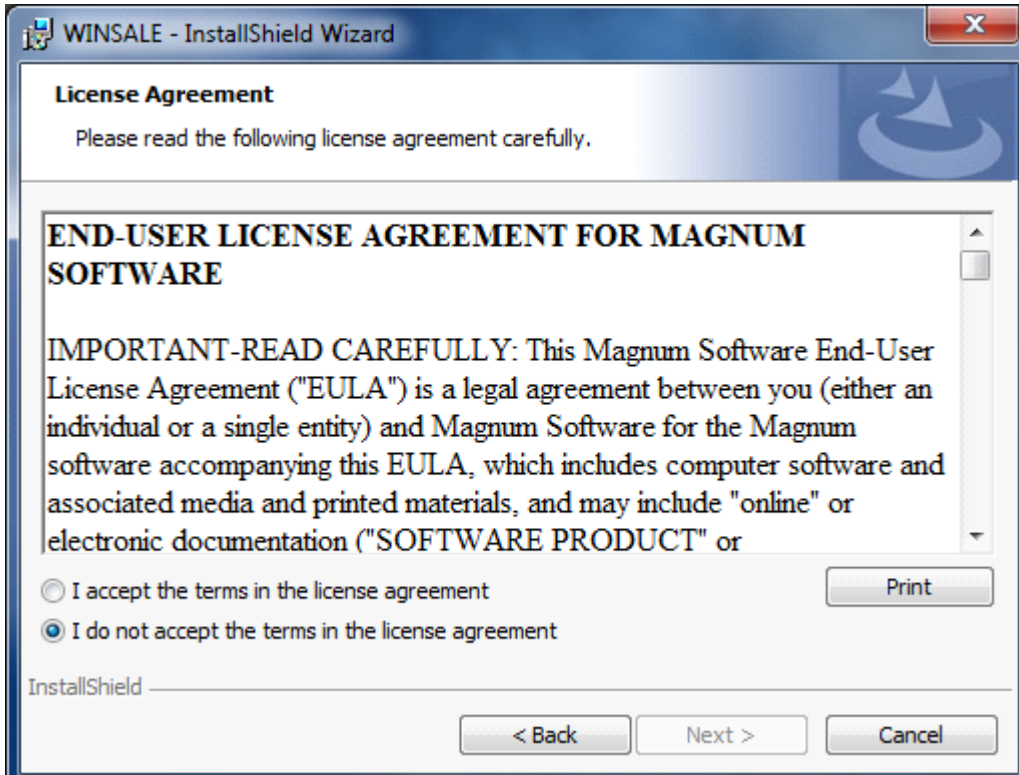 WINSALE - InstallShield Wizard
License Agreement
Please read the following license agreement carefully.
END-USER LICENSE AGREEMENT FOR MAGNUM
SOFTWARE
IMPORTANT-READ CAREFULLY: This Magnum Software End-User
License Agreement ("EULA") is a legal agreement between you (either an
individual or a single entity) and Magnum Software for the Magnum
software accompanying this EULA, which includes computer software and
associated media and printed materials, and may include "online" or
electronic documentation ("SOFTWARE PRODUCT" or
I accept the terms in the license agreement
Print
I do not accept the terms in the license agreement
InstallShield
< Back
Next >
Cancel